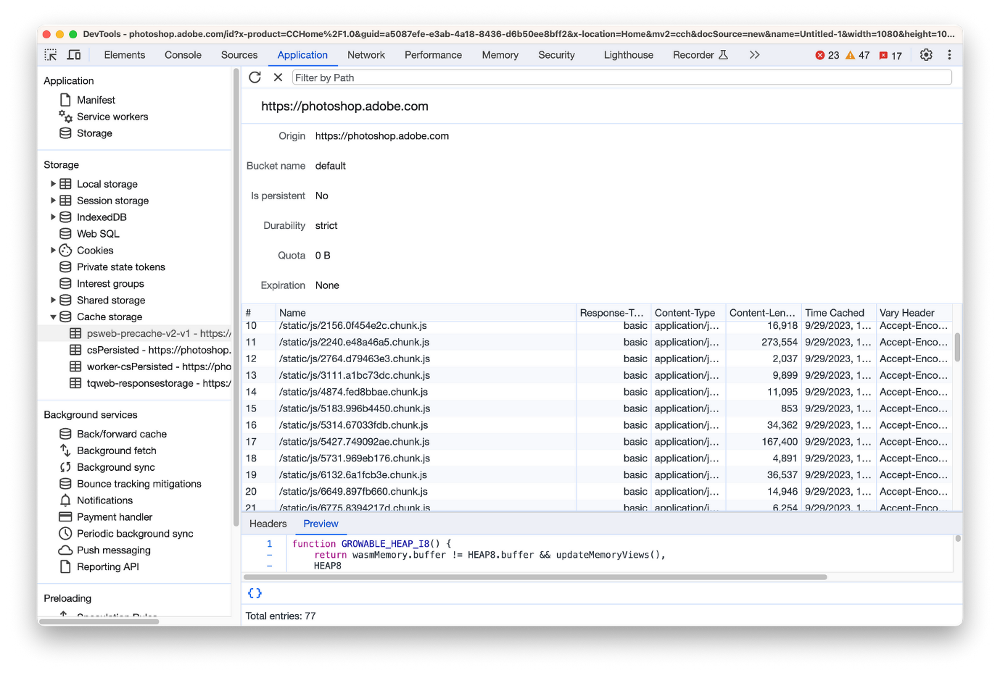 DevTools - photoshop.adobe.com/id?x-product=CCHome%2F1.0&guid=a5087efe-e3ab-4a18-8436-d6b50ee8bff2&x-location=Home&mv2=cch&docSource=new&name=Untitled-1&width=1080&height=10...
Elements Console Sources Application Network Performance Memory Security Lighthouse Recorder 23 47 17
Application
Manifest
Service workers
Storage
Storage
Local storage
Session storage
IndexedDB
Web SQL
Cookies
Private state tokens
Interest groups
Shared storage
Cache storage
psweb-precache-v2-v1 - https:/
csPersisted - https://photoshop.
worker-csPersisted - https://pho
tqweb-responsestorage - https:/
Background services
Back/forward cache
Background fetch
Background sync
Bounce tracking mitigations
Notifications
Payment handler
Periodic background sync
Push messaging
Reporting API
Preloading
Speculation Rules
Filter by Path
https://photoshop.adobe.com
Origin https://photoshop.adobe.com
Bucket name default
Is persistent No
Durability strict
Quota 0 B
Expiration None
# Name Response-T... Content-Type Content-Len... Time Cached Vary Header
10 /static/js/2156.0f454e2c.chunk.js basic application/j... 16,918 9/29/2023, 1... Accept-Enco...
11 /static/js/2240.e48a46a5.chunk.js basic application/j... 273,554 9/29/2023, 1... Accept-Enco...
12 /static/js/2764.d79463e3.chunk.js basic application/j... 2,037 9/29/2023, 1... Accept-Enco...
13 /static/js/3111.a1bc73dc.chunk.js basic application/j... 9,899 9/29/2023, 1... Accept-Enco...
14 /static/js/4874.fed8bbae.chunk.js basic application/j... 11,095 9/29/2023, 1... Accept-Enco...
15 /static/js/5183.996b4450.chunk.js basic application/j... 853 9/29/2023, 1... Accept-Enco...
16 /static/js/5314.67033fdb.chunk.js basic application/j... 34,362 9/29/2023, 1... Accept-Enco...
17 /static/js/5427.749092ae.chunk.js basic application/j... 167,400 9/29/2023, 1... Accept-Enco...
18 /static/js/5731.969eb176.chunk.js basic application/j... 4,891 9/29/2023, 1... Accept-Enco...
19 /static/js/6132.6a1fcb3e.chunk.js basic application/j... 36,537 9/29/2023, 1... Accept-Enco...
20 /static/js/6649.897fb660.chunk.js basic application/j... 14,946 9/29/2023, 1... Accept-Enco...
21 /static/js/6775.8394217d.chunk.js basic application/j... 6,254 9/29/2023, 1... Accept-Enco...
Headers Preview
1 function GROWABLE_HEAP_I8() {
- return wasmMemory.buffer != HEAP8.buffer && updateMemoryViews(),
- HEAP8
{}
Total entries: 77